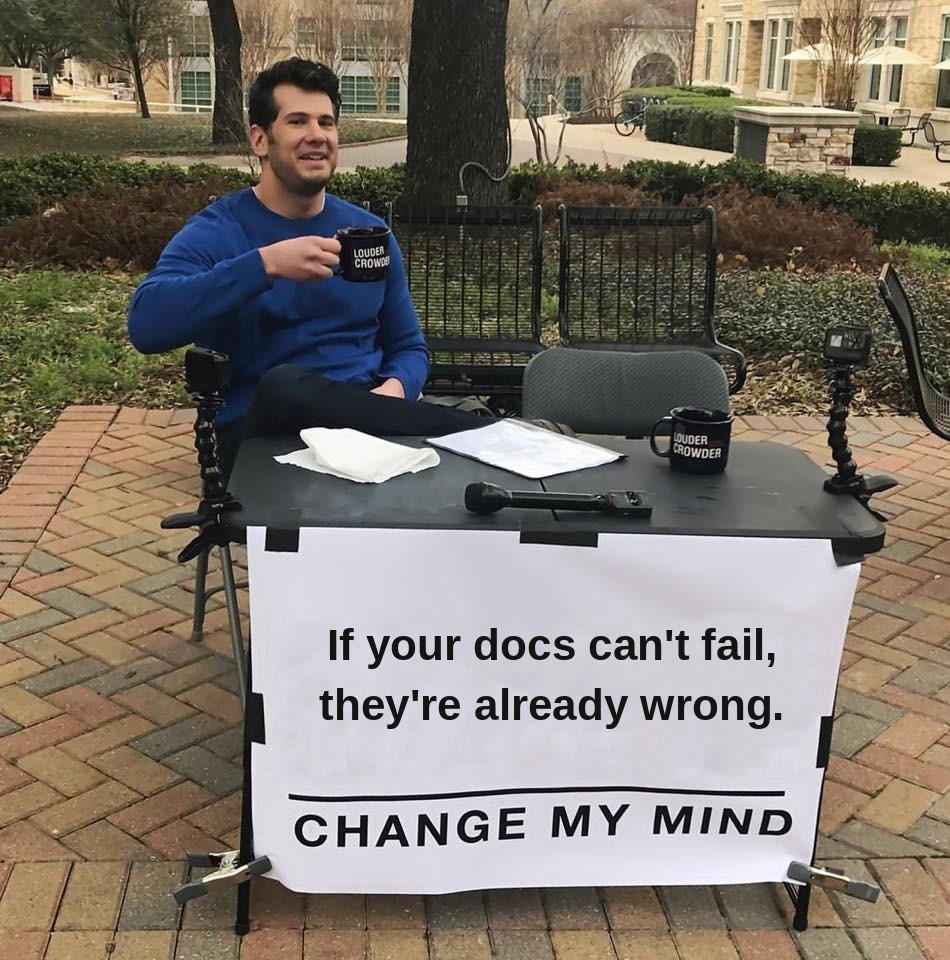 LOUDER
CROWDER
LOUDER
CROWDER
If your docs can't fail,
they're already wrong.
CHANGE MY MIND